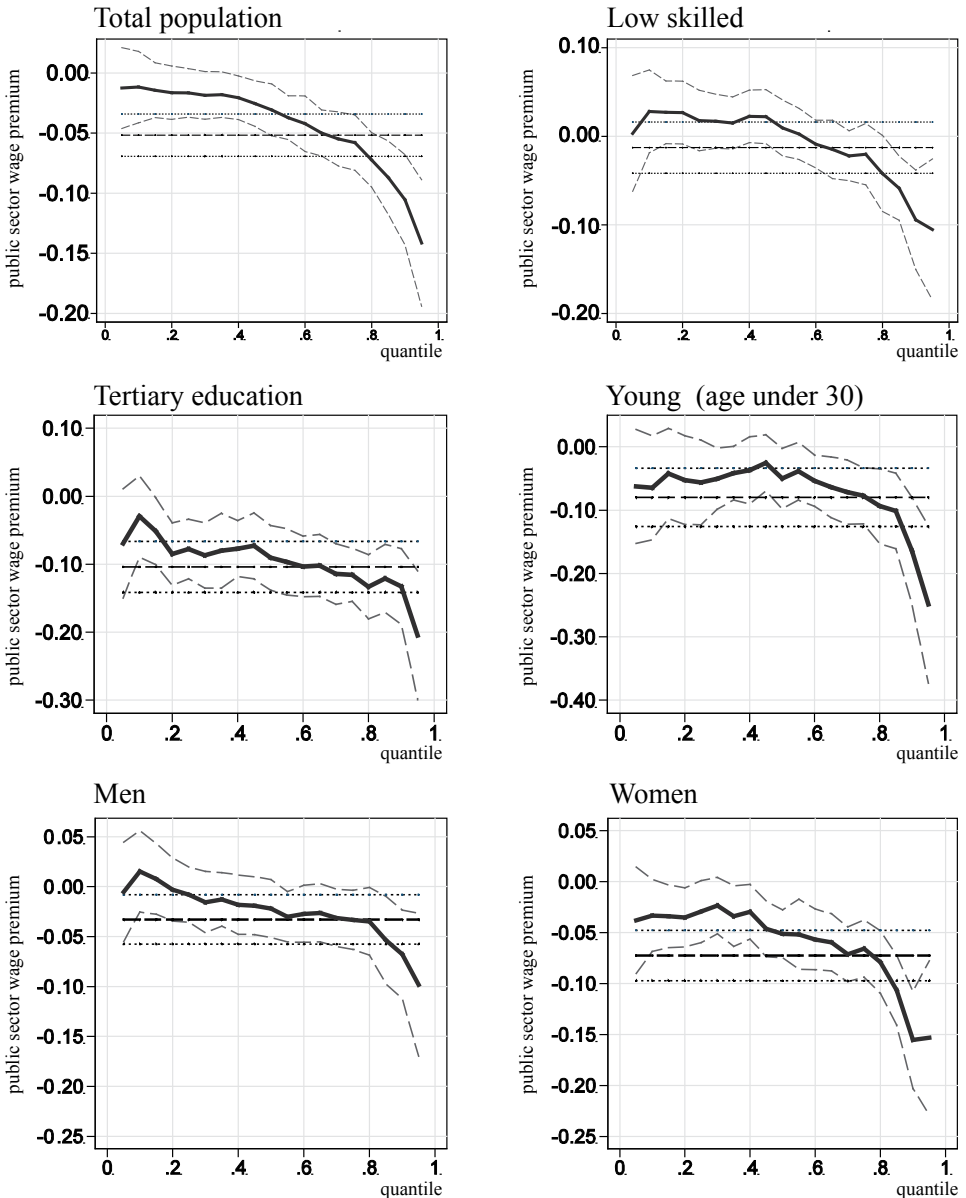 Total population
public sector wage premium
0.00
-0.05
-0.10
-0.15
-0.20
0. .2. .4. .6. .8. 1.
quantile
Low skilled
public sector wage premium
0.10
0.00
-0.10
-0.20
0. .2. .4. .6. .8. 1.
quantile
Tertiary education
public sector wage premium
0.10
0.00
-0.10
-0.20
-0.30
0. .2. .4. .6. .8. 1.
quantile
Young (age under 30)
public sector wage premium
0.00
-0.10
-0.20
-0.30
-0.40
0. .2. .4. .6. .8. 1.
quantile
Men
public sector wage premium
0.05
0.00
-0.05
-0.10
-0.15
-0.20
-0.25
0. .2. .4. .6. .8. 1.
quantile
Women
public sector wage premium
0.05
0.00
-0.05
-0.10
-0.15
-0.20
-0.25
0. .2. .4. .6. .8. 1.
quantile